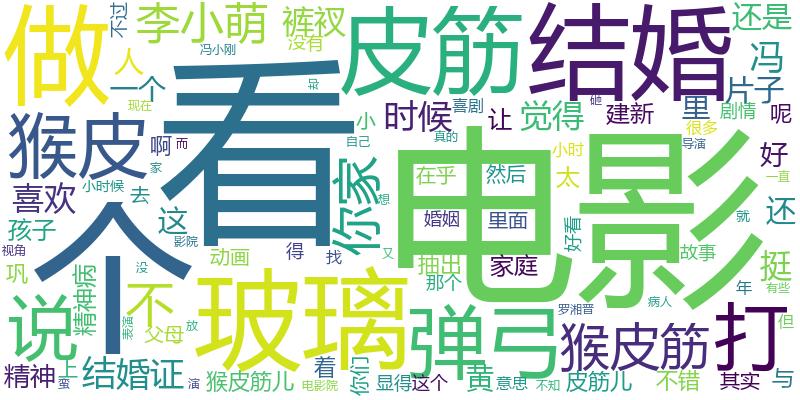 做
不过
李小萌
裤衩
冯小刚
没有
皮筋
结婚
还是
冯
人
一个
现在
看
却
砸
片子
猴皮
啊
而
小
时候
喜剧
让
觉得
建新
里
剧情
呢
真的
很多
导演
电影
喜欢
小时候
家
去
这
你家
自己
在乎
然后
小时
太
好
一直
孩子
影院
个
得
找
想
婚姻
里面
好看
就
还
视角
巩
没
精神病
动画
又
抽出
那个
家庭
故事
挺
年
有些
说
表演
父母
放
不
玻璃
弹弓
罗湘晋
病人
打
但
猴皮筋
精神
上
蛮
结婚证
演
猴皮筋儿
电影院
着
你们
显得
这个
黄
意思
不知
皮筋儿
不错
其实
与